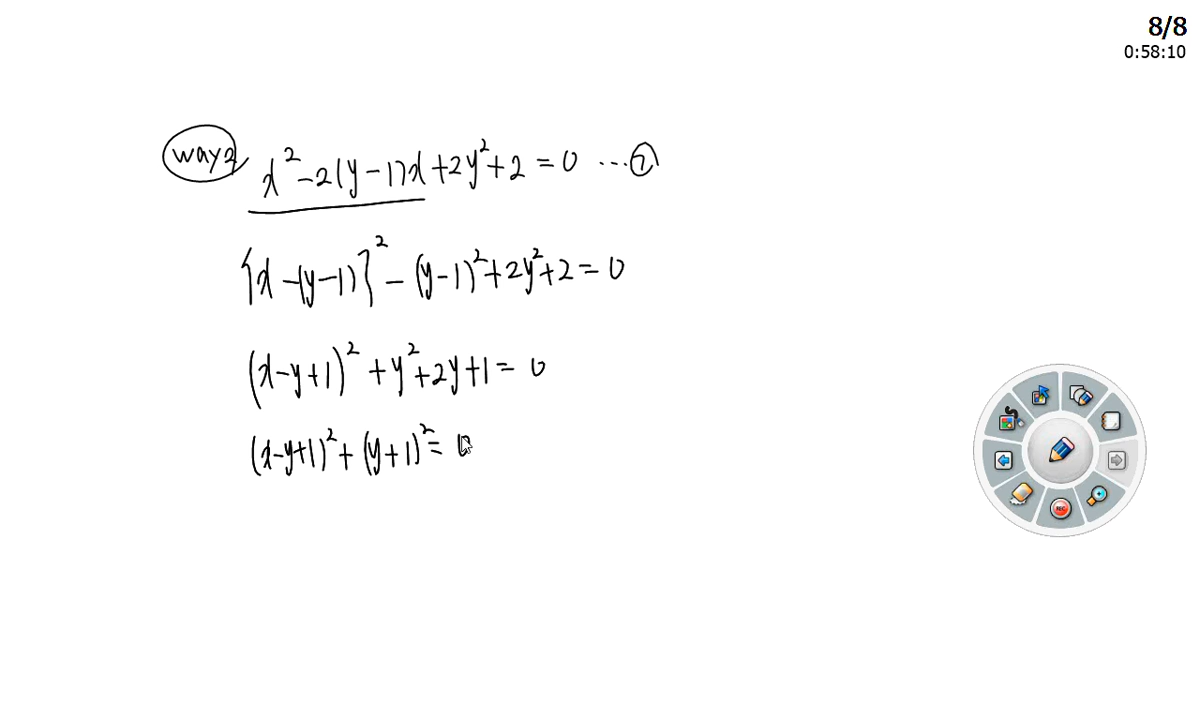 8/8
0:58:10
way2 x²-2(y-1)x+2y²+2=0 ...㉠
{x-(y-1)}²-(y-1)²+2y²+2=0
(x-y+1)²+y²+2y+1=0
(x-y+1)²+(y+1)²=0
REC